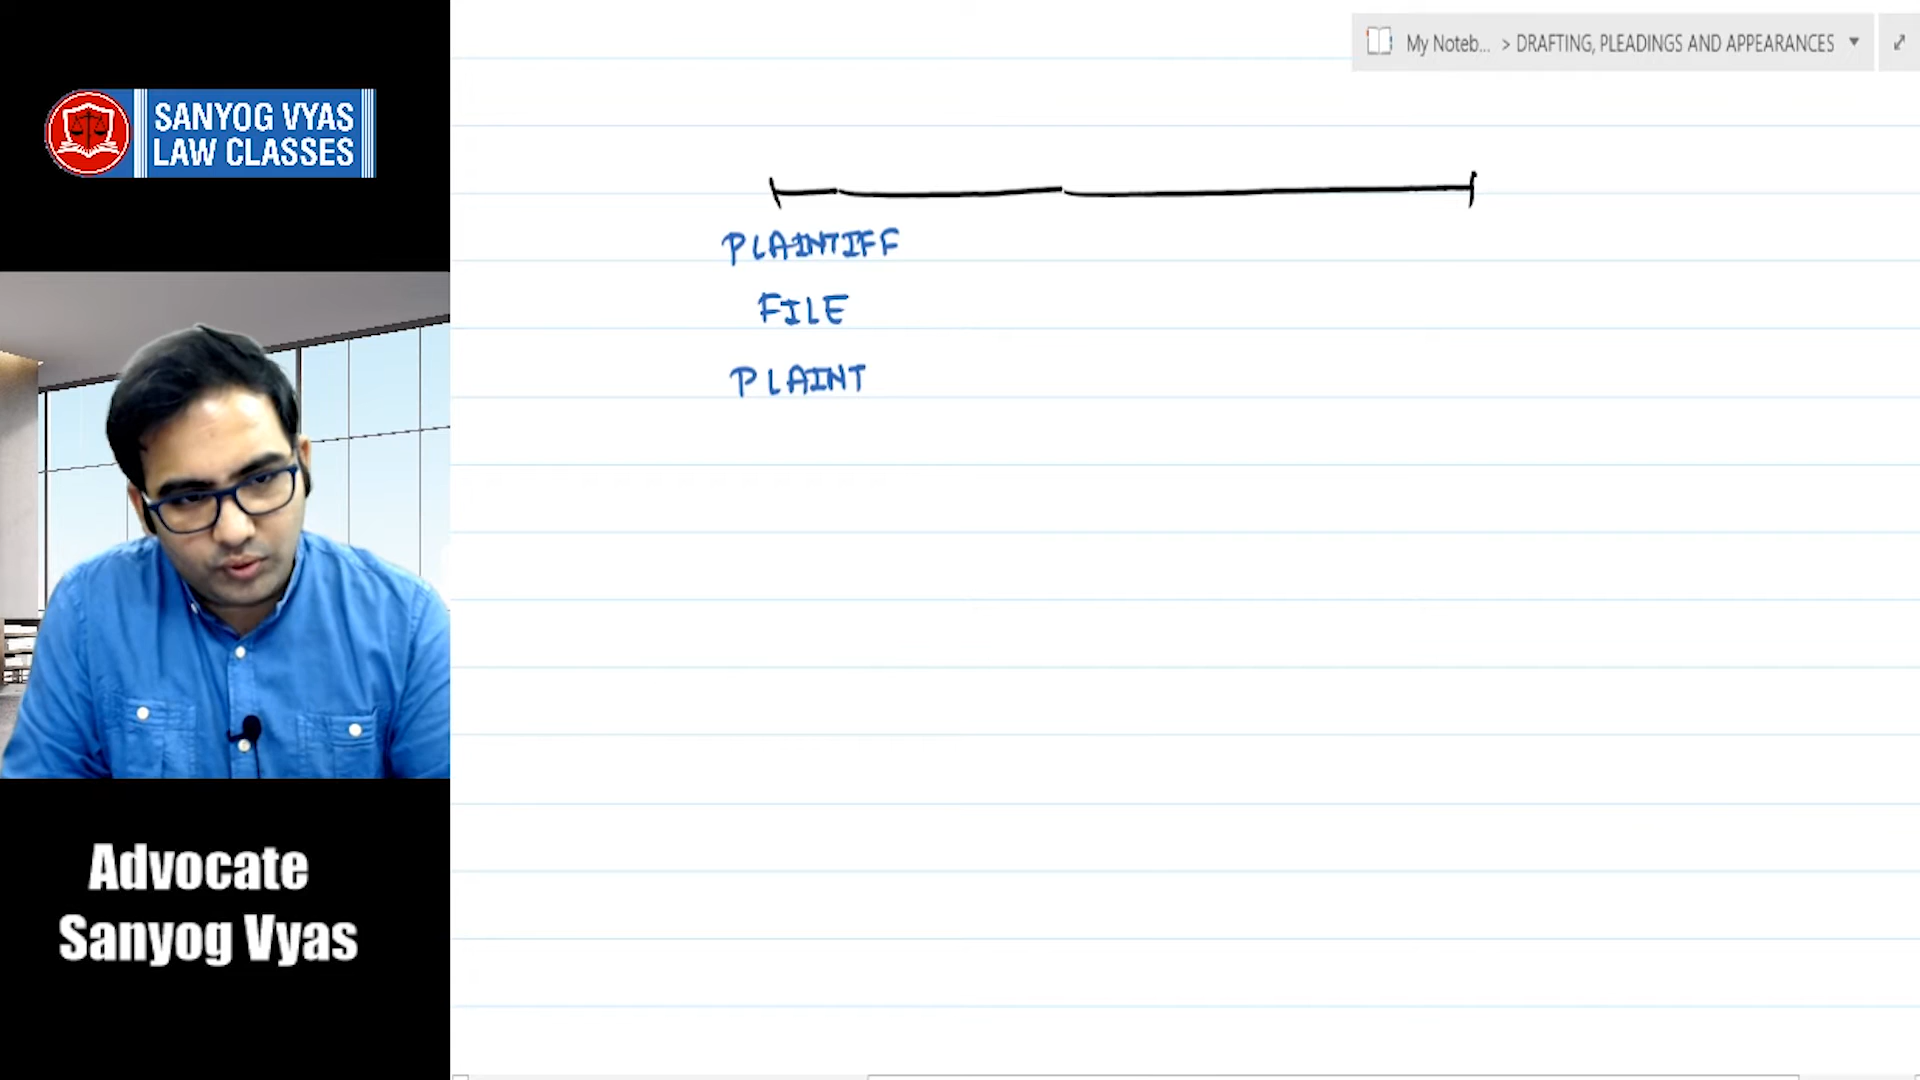 SANYOG VYAS
LAW CLASSES
My Noteb... > DRAFTING, PLEADINGS AND APPEARANCES
PLAINTIFF
FILE
PLAINT
Advocate
Sanyog Vyas